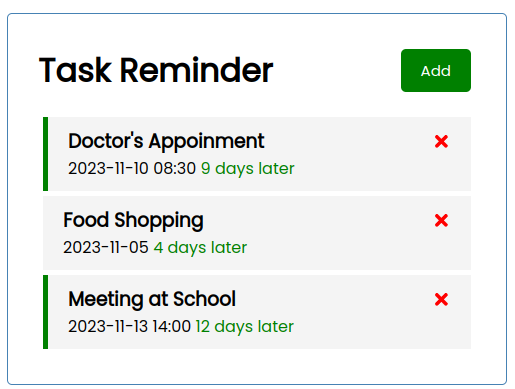 Task Reminder
Add
Doctor's Appoinment
2023-11-10 08:30 9 days later
Food Shopping
2023-11-05 4 days later
Meeting at School
2023-11-13 14:00 12 days later